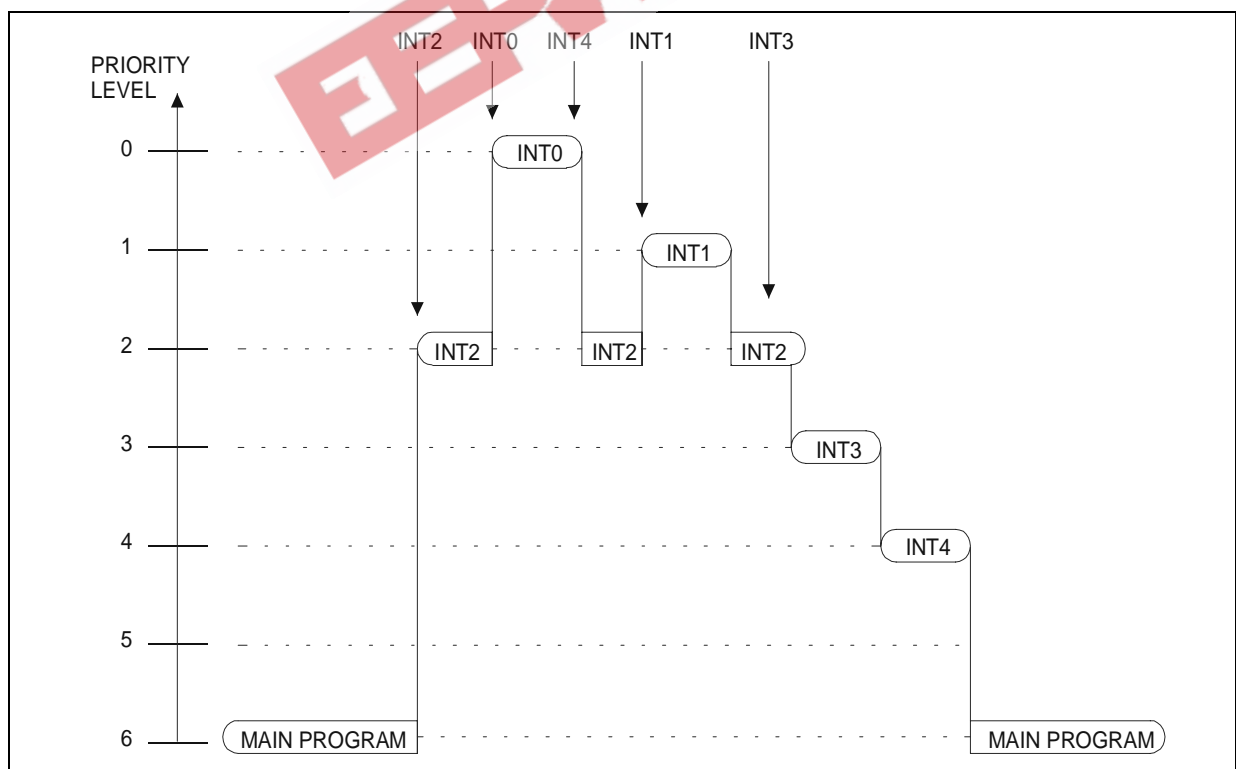 INT2 INT0 INT4 INT1 INT3
PRIORITY
LEVEL
0 INT0
1 INT1
2 INT2 INT2 INT2
3 INT3
4 INT4
5
6 MAIN PROGRAM MAIN PROGRAM